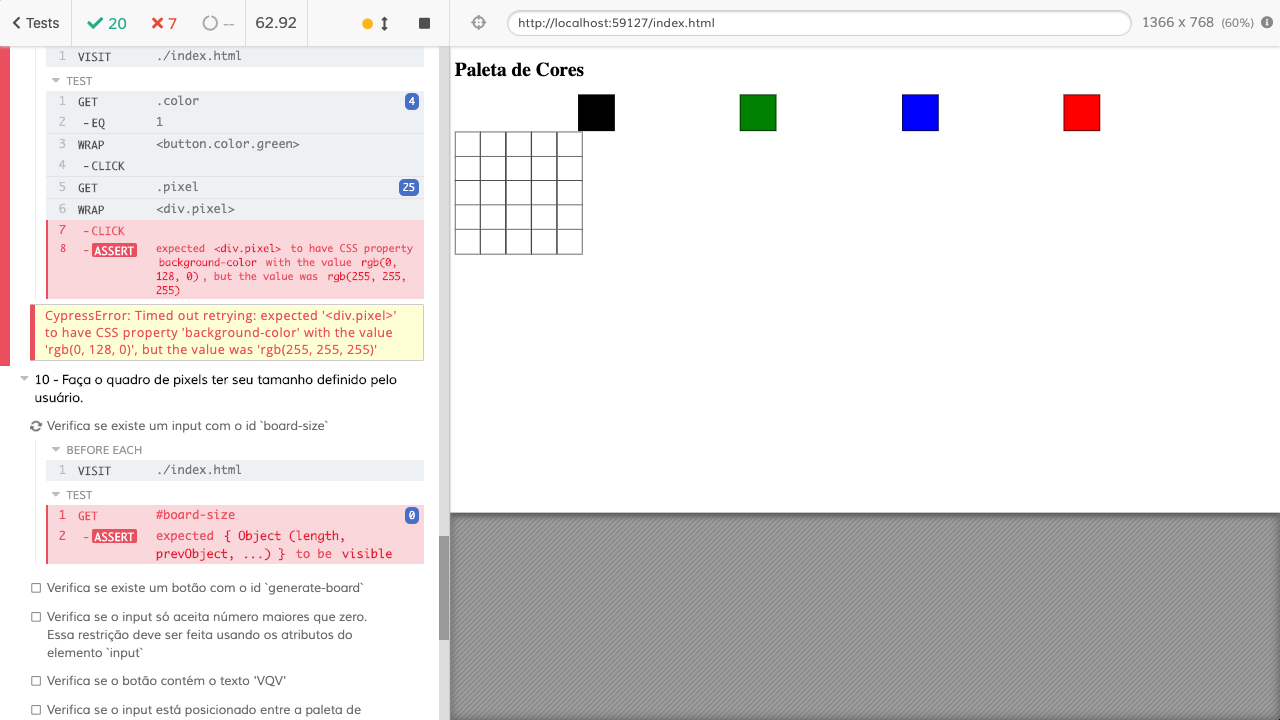 Tests 20 7 -- 62.92 http://localhost:59127/index.html 1366 x 768 (60%)
1 VISIT ./index.html
TEST
1 GET .color 4
2 - EQ 1
3 WRAP <button.color.green>
4 - CLICK
5 GET .pixel 25
6 WRAP <div.pixel>
7 - CLICK
8 - ASSERT expected <div.pixel> to have CSS property
background-color with the value rgb(0,
128, 0) , but the value was rgb(255, 255,
255)
CypressError: Timed out retrying: expected '<div.pixel>'
to have CSS property 'background-color' with the value
'rgb(0, 128, 0)', but the value was 'rgb(255, 255, 255)'
10 - Faça o quadro de pixels ter seu tamanho definido pelo
usuário.
Verifica se existe um input com o id `board-size`
BEFORE EACH
1 VISIT ./index.html
TEST
1 GET #board-size 0
2 - ASSERT expected { Object (length,
prevObject, ...) } to be visible
Verifica se existe um botão com o id `generate-board`
Verifica se o input só aceita número maiores que zero.
Essa restrição deve ser feita usando os atributos do
elemento `input`
Verifica se o botão contém o texto 'VQV'
Verifica se o input está posicionado entre a paleta de
Paleta de Cores